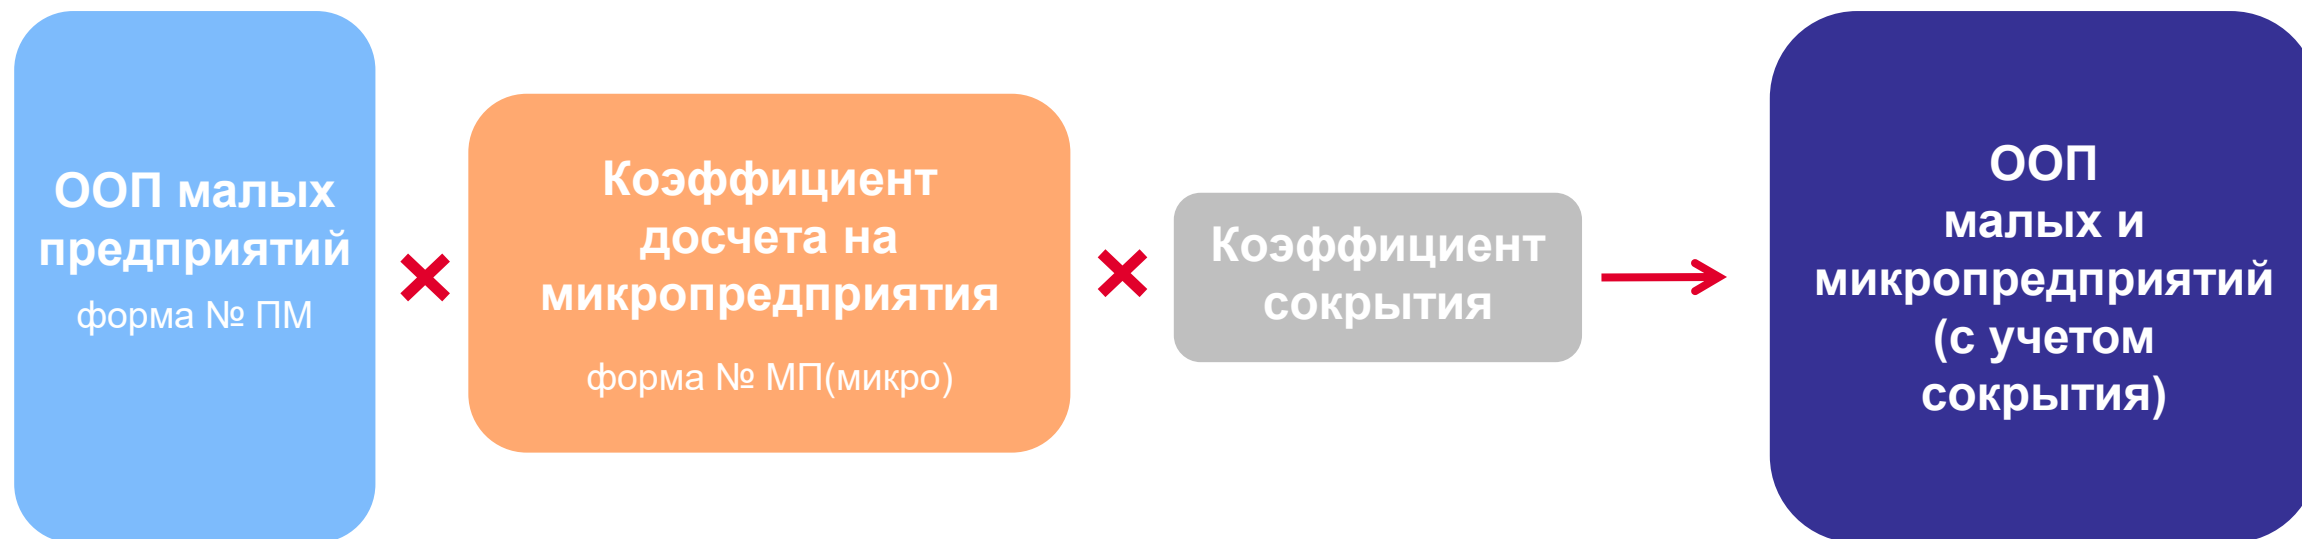 ООП малых
предприятий
форма № ПМ
×
Коэффициент
досчета на
микропредприятия
форма № МП(микро)
×
Коэффициент
сокрытия
ООП
малых и
микропредприятий
(с учетом
сокрытия)